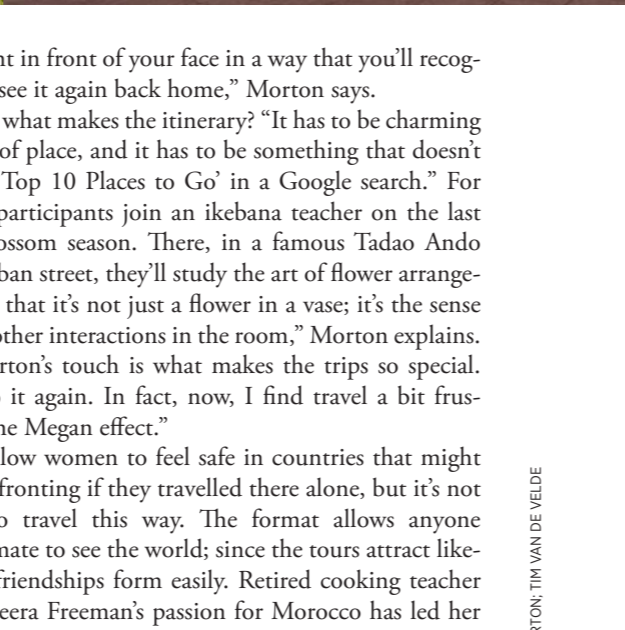 nt in front of your face in a way that you’ll recog-
see it again back home,” Morton says.
what makes the itinerary? “It has to be charming
of place, and it has to be something that doesn’t
Top 10 Places to Go’ in a Google search.” For
participants join an ikebana teacher on the last
ossom season. There, in a famous Tadao Ando
ban street, they’ll study the art of flower arrange-
that it’s not just a flower in a vase; it’s the sense
other interactions in the room,” Morton explains.
rton’s touch is what makes the trips so special.
it again. In fact, now, I find travel a bit frus-
he Megan effect.”
low women to feel safe in countries that might
fronting if they travelled there alone, but it’s not
o travel this way. The format allows anyone
mate to see the world; since the tours attract like-
friendships form easily. Retired cooking teacher
eera Freeman’s passion for Morocco has led her
RTON; TIM VAN DE VELDE